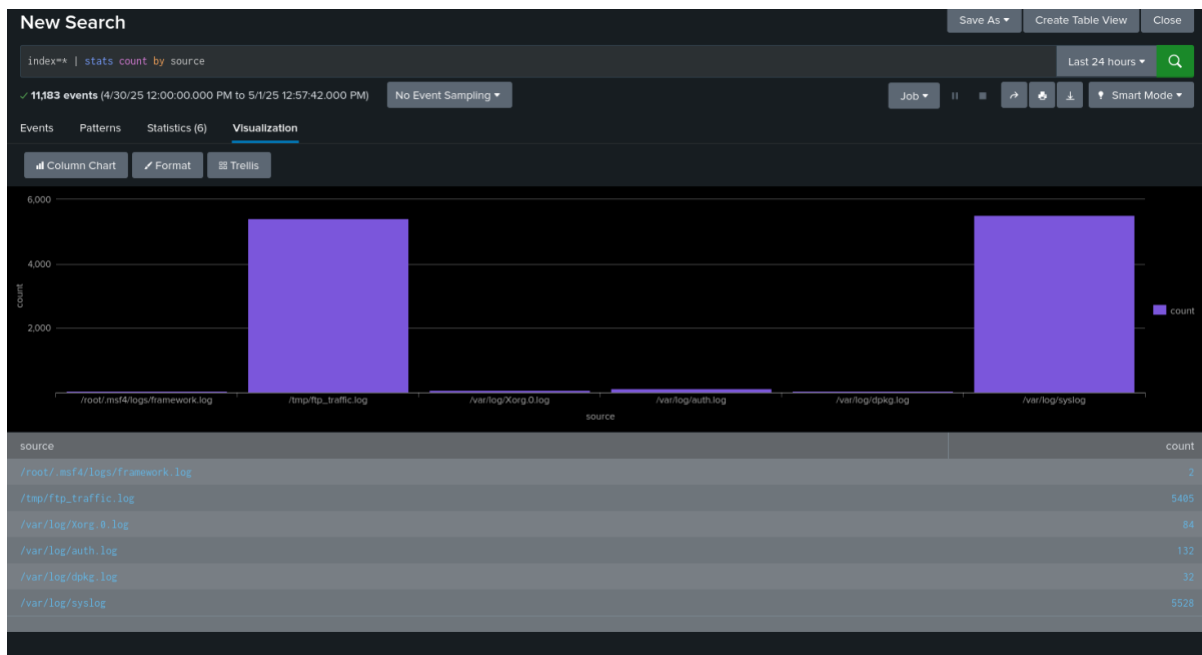 New Search
Save As ▾ Create Table View Close
index=* | stats count by source
Last 24 hours ▾
✓ 11,183 events (4/30/25 12:00:00.000 PM to 5/1/25 12:57:42.000 PM) No Event Sampling ▾
Job ▾ Smart Mode ▾
Events Patterns Statistics (6) Visualization
Column Chart Format Trellis
6,000
4,000
2,000
count
count
/root/.msf4/logs/framework.log /tmp/ftp_traffic.log /var/log/Xorg.0.log /var/log/auth.log /var/log/dpkg.log /var/log/syslog
source
source count
/root/.msf4/logs/framework.log 2
/tmp/ftp_traffic.log 5405
/var/log/Xorg.0.log 84
/var/log/auth.log 132
/var/log/dpkg.log 32
/var/log/syslog 5528